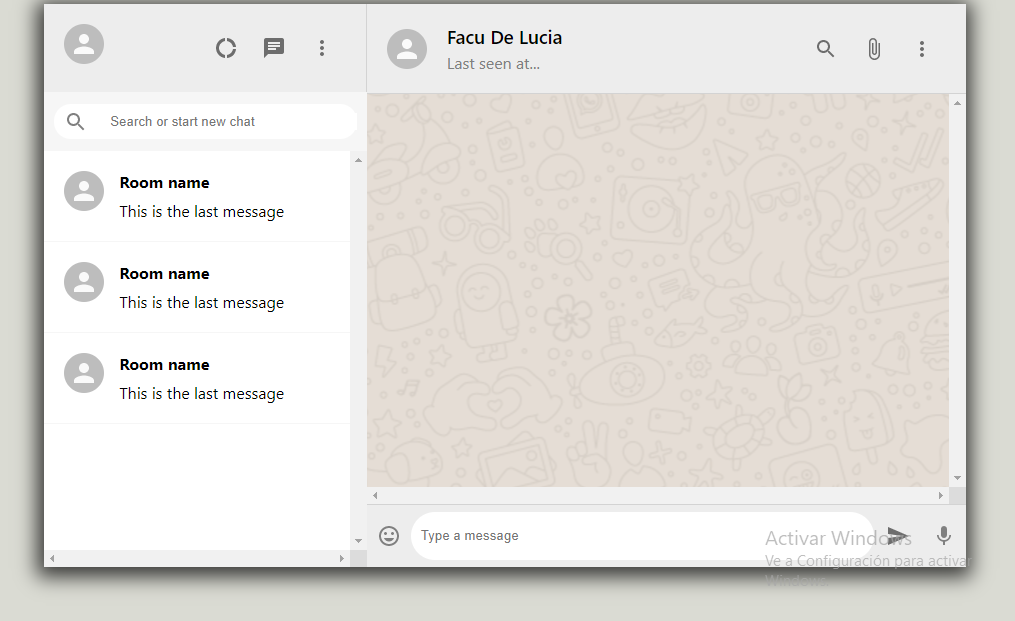 Facu De Lucia
Last seen at...
Search or start new chat
Room name
This is the last message
Room name
This is the last message
Room name
This is the last message
Type a message
Activar Windows
Ve a Configuración para activar
Windows.